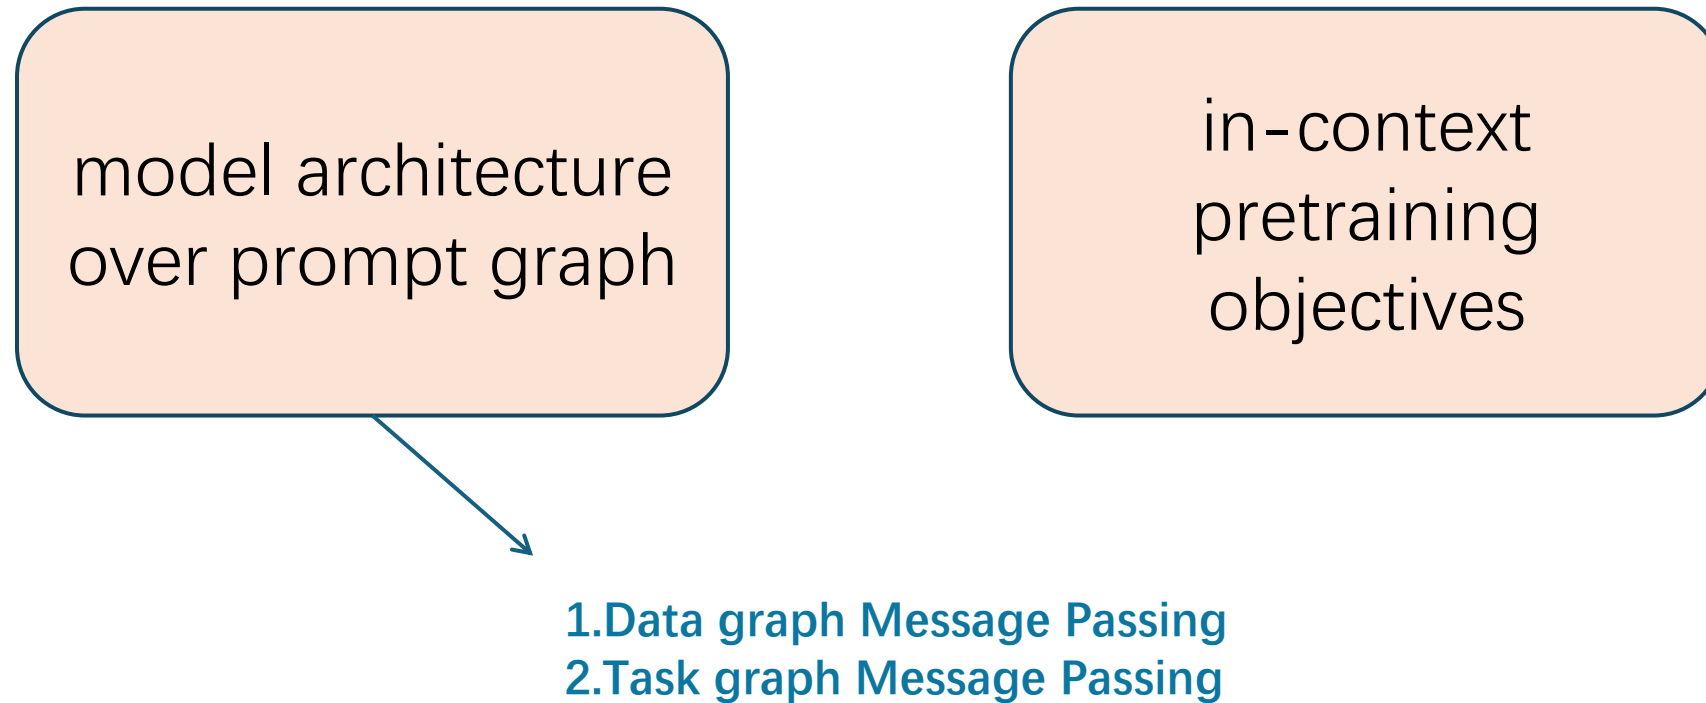 model architecture
over prompt graph
in-context
pretraining
objectives
1.Data graph Message Passing
2.Task graph Message Passing